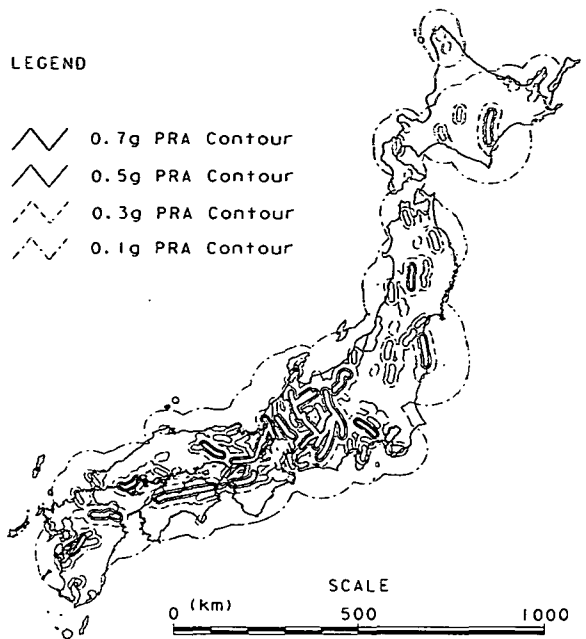 LEGEND
0.7g PRA Contour
0.5g PRA Contour
0.3g PRA Contour
0.1g PRA Contour
SCALE
0 (km) 500 1000